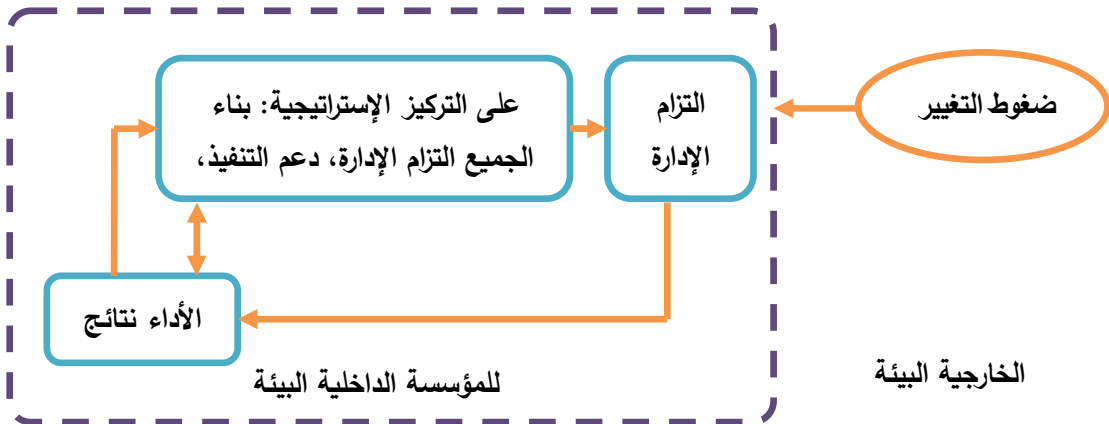 ضغوط التغيير
التزام
الإدارة
على التركيز الإستراتيجية: بناء
الجميع التزام الإدارة، دعم التنفيذ،
الأداء نتائج
للمؤسسة الداخلية البيئة
الخارجية البيئة